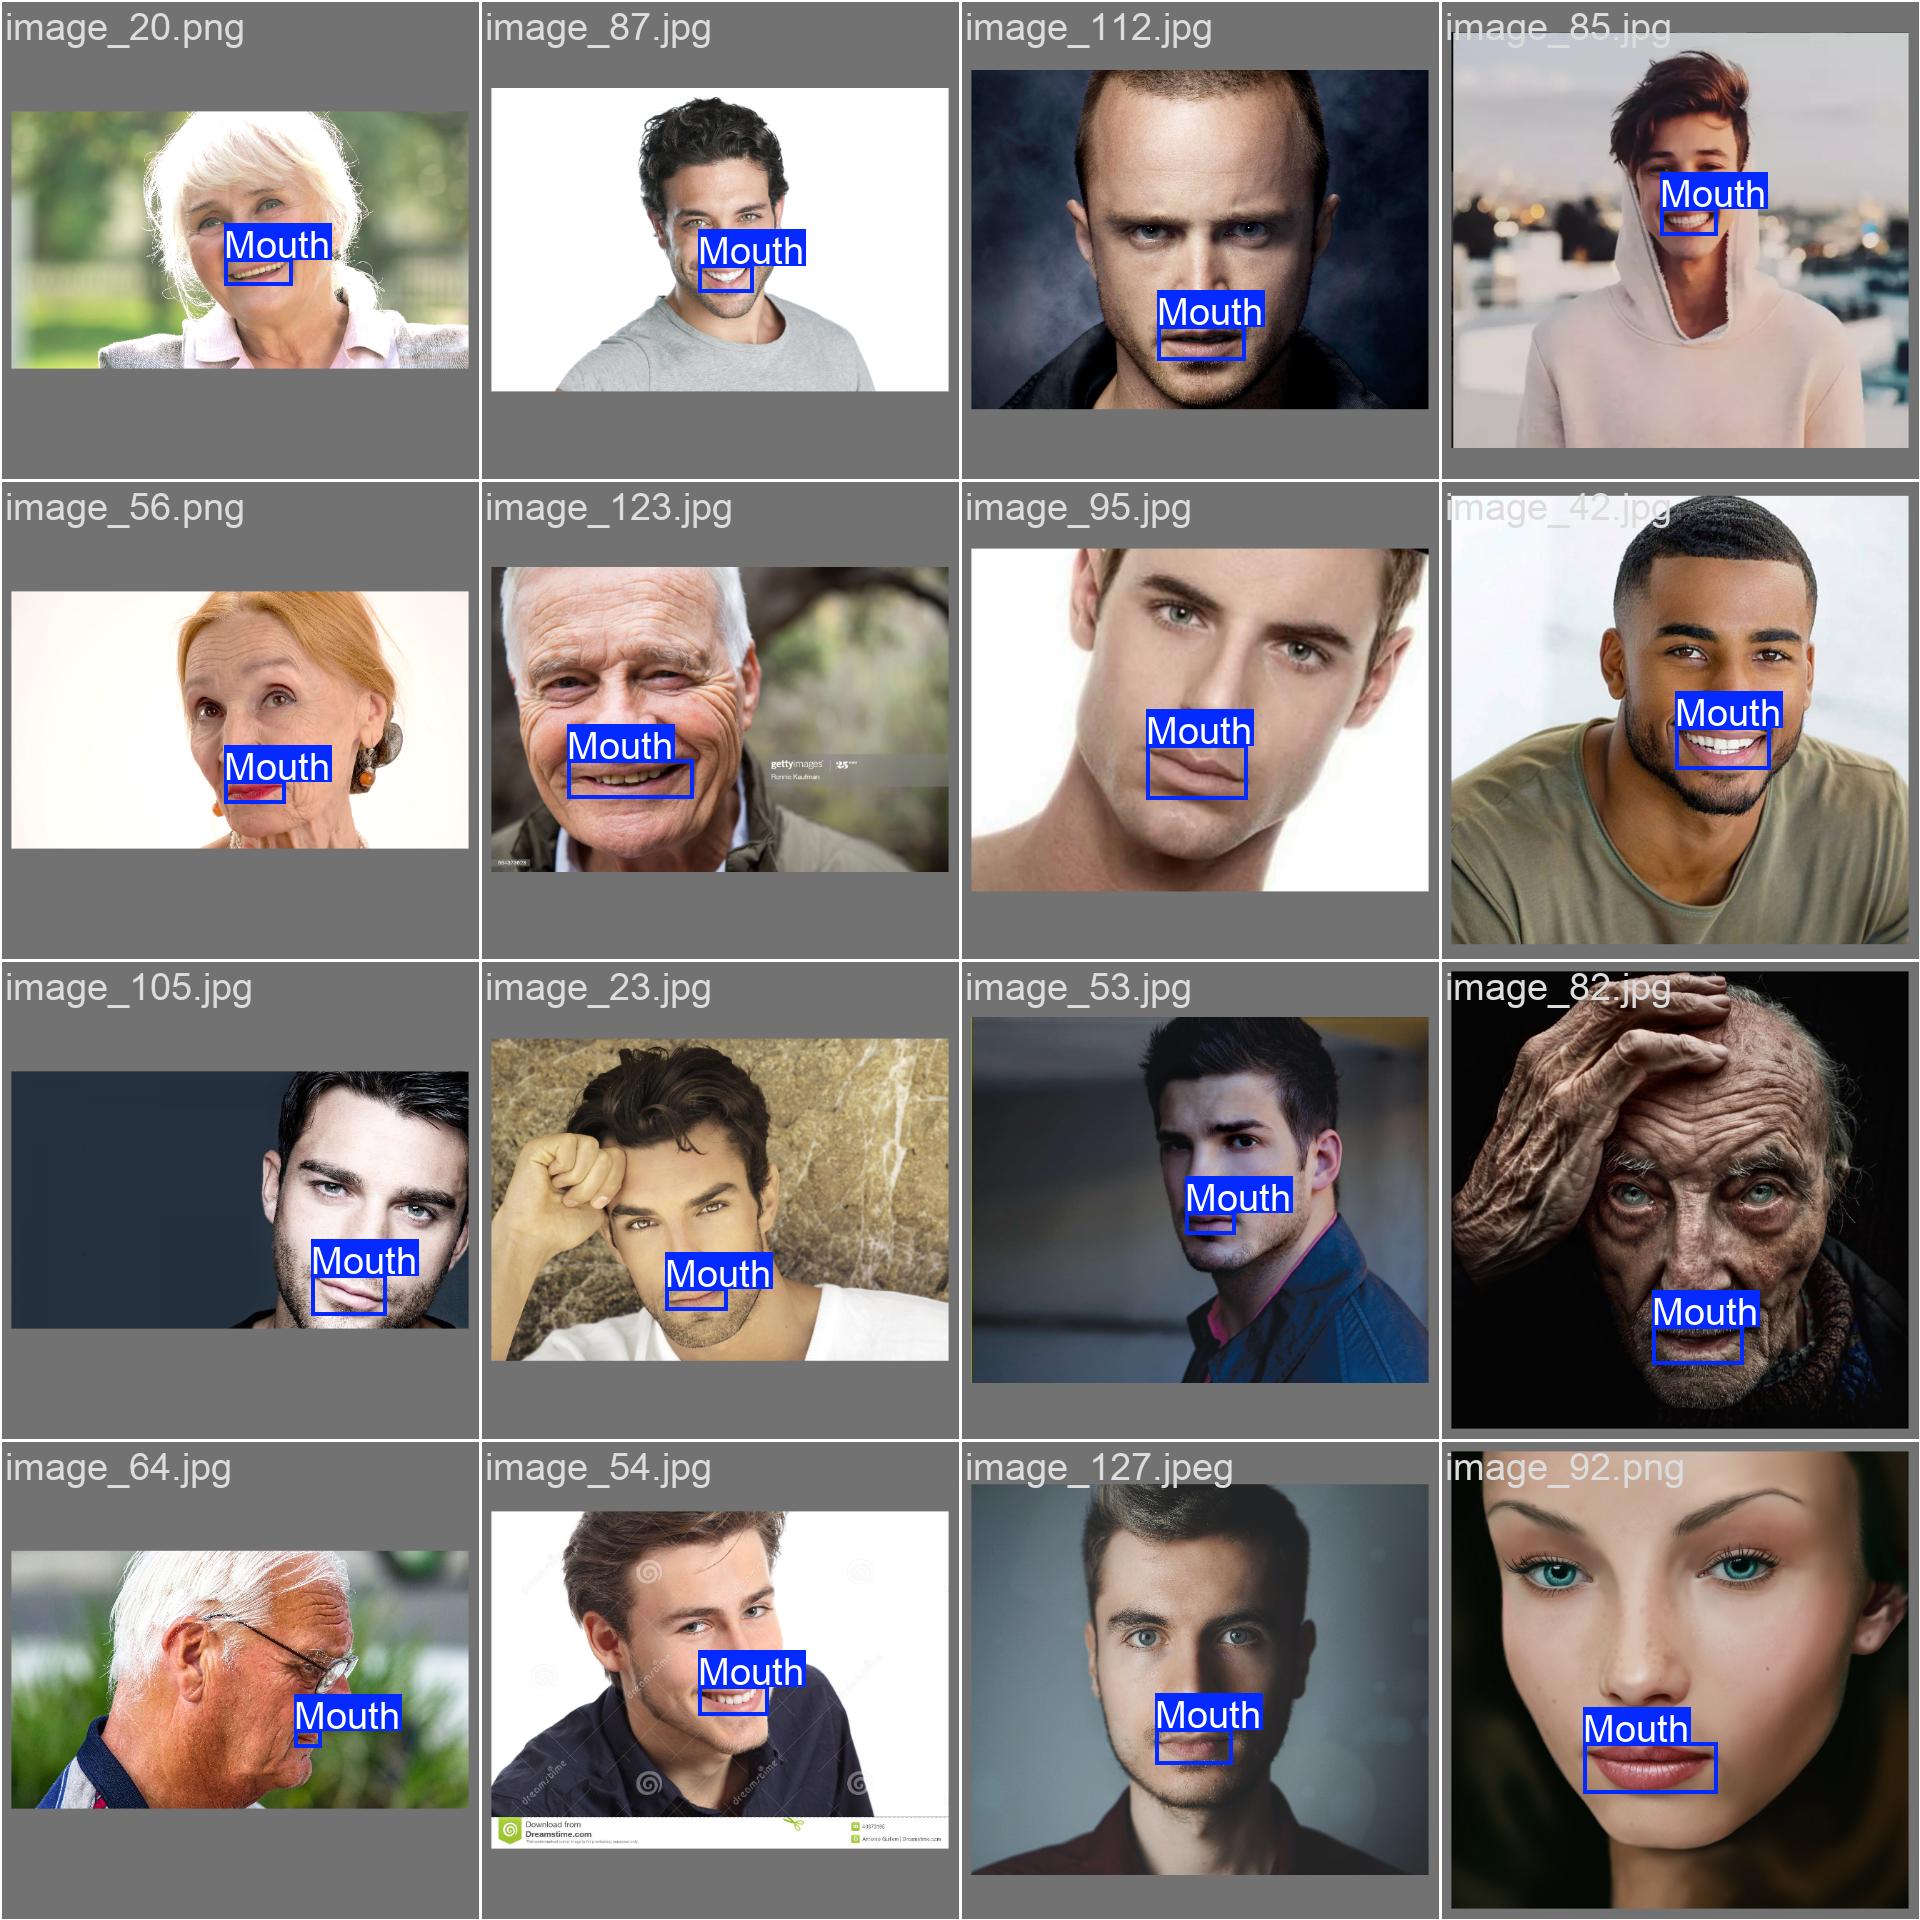 image_20.png
image_87.jpg
image_112.jpg
image_85.jpg
Mouth
Mouth
Mouth
Mouth
image_56.png
image_123.jpg
image_95.jpg
image_42.jpg
Mouth
Mouth
gettyimages
Ronnie Kaufman
Mouth
Mouth
image_105.jpg
image_23.jpg
image_53.jpg
image_82.jpg
Mouth
Mouth
Mouth
Mouth
image_64.jpg
image_54.jpg
image_127.jpeg
image_92.png
Mouth
Mouth
dreamstime
dreamstime
dreamstime
Download from
Dreamstime.com
Mouth
Mouth